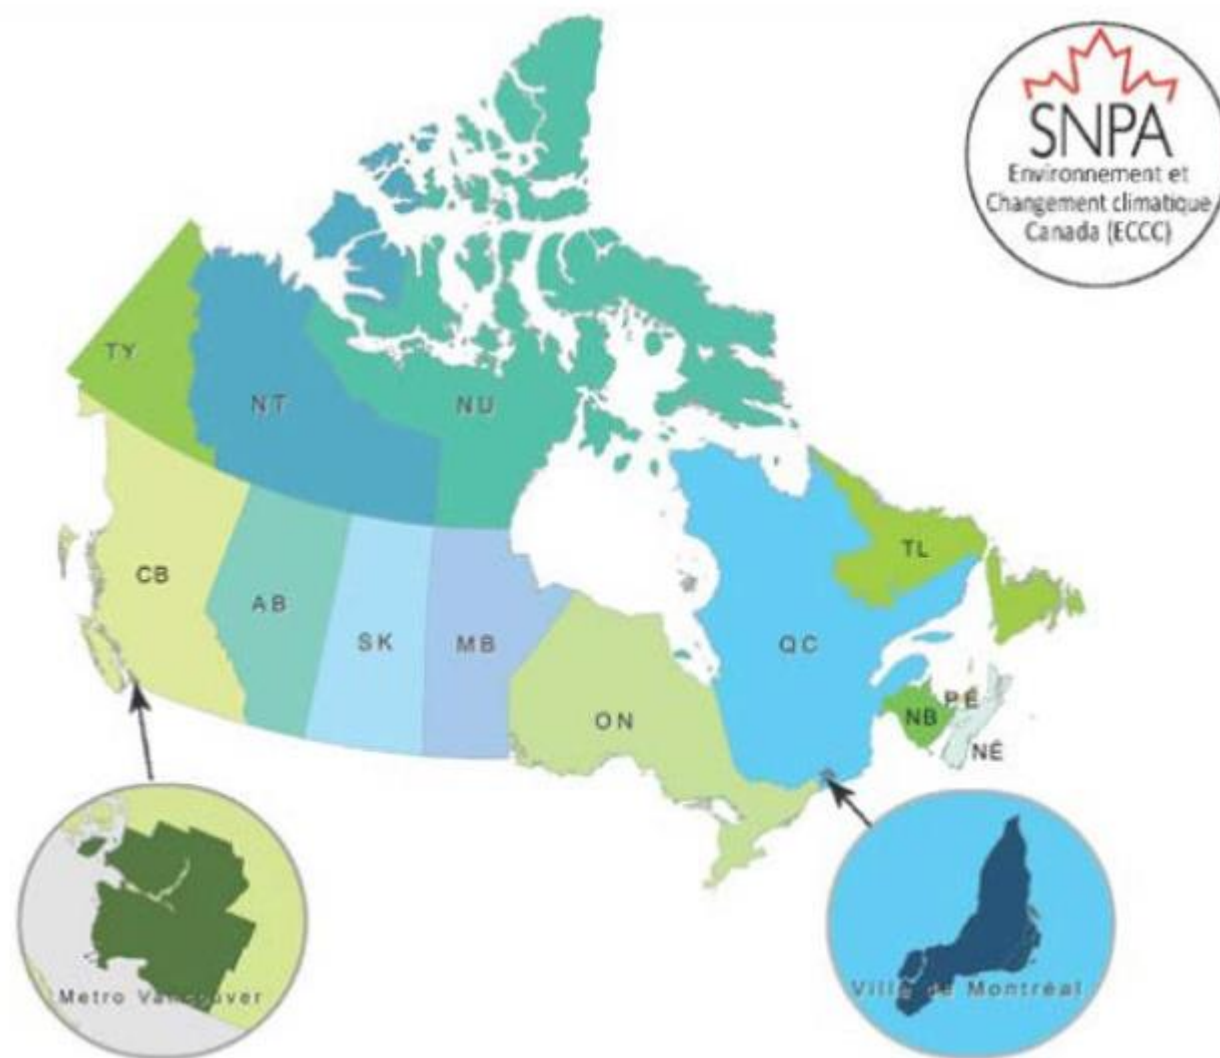 SNPA
Environnement et
Changement climatique
Canada (ECCC)
TY
NT
NU
CB
AB
SK
MB
ON
QC
TL
NB
PÉ
NÉ
Metro Vancouver
Ville de Montréal